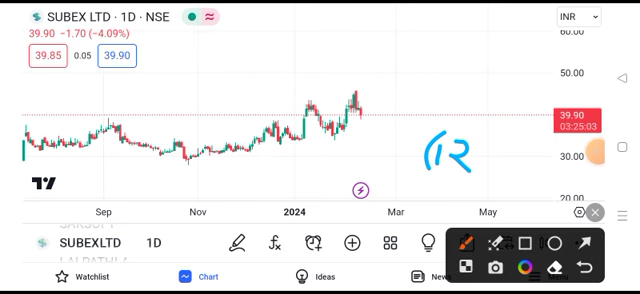 SUBEX LTD · 1D · NSE
INR
39.90 −1.70 (−4.09%)
39.85 0.05 39.90
60.00
50.00
39.90
03:25:03
30.00
20.00
Sep Nov 2024 Mar May
SUBEXLTD 1D
Watchlist Chart Ideas News Menu